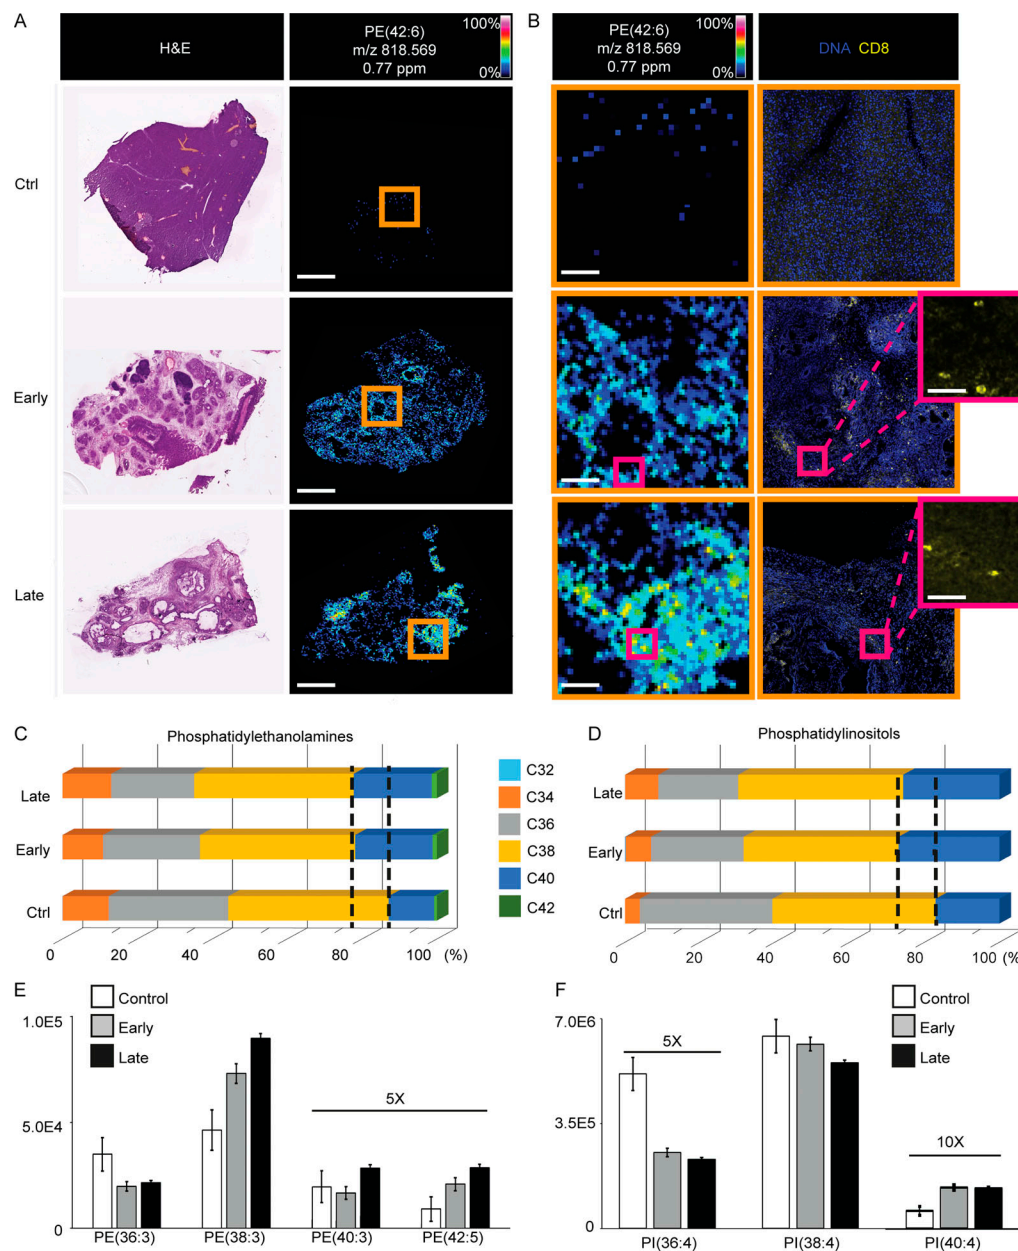 A
H&E
PE(42:6)
m/z 818.569
0.77 ppm
100%
0%
B
PE(42:6)
m/z 818.569
0.77 ppm
100%
0%
DNA CD8
Ctrl
Early
Late
C
Phosphatidylethanolamines
Late
Early
Ctrl
0 20 40 60 80 100 (%)
C32
C34
C36
C38
C40
C42
D
Phosphatidylinositols
Late
Early
Ctrl
0 20 40 60 80 100 (%)
E
Control
Early
Late
1.0E5
5.0E4
0
5X
PE(36:3) PE(38:3) PE(40:3) PE(42:5)
F
Control
Early
Late
7.0E6
3.5E5
0
5X
10X
PI(36:4) PI(38:4) PI(40:4)